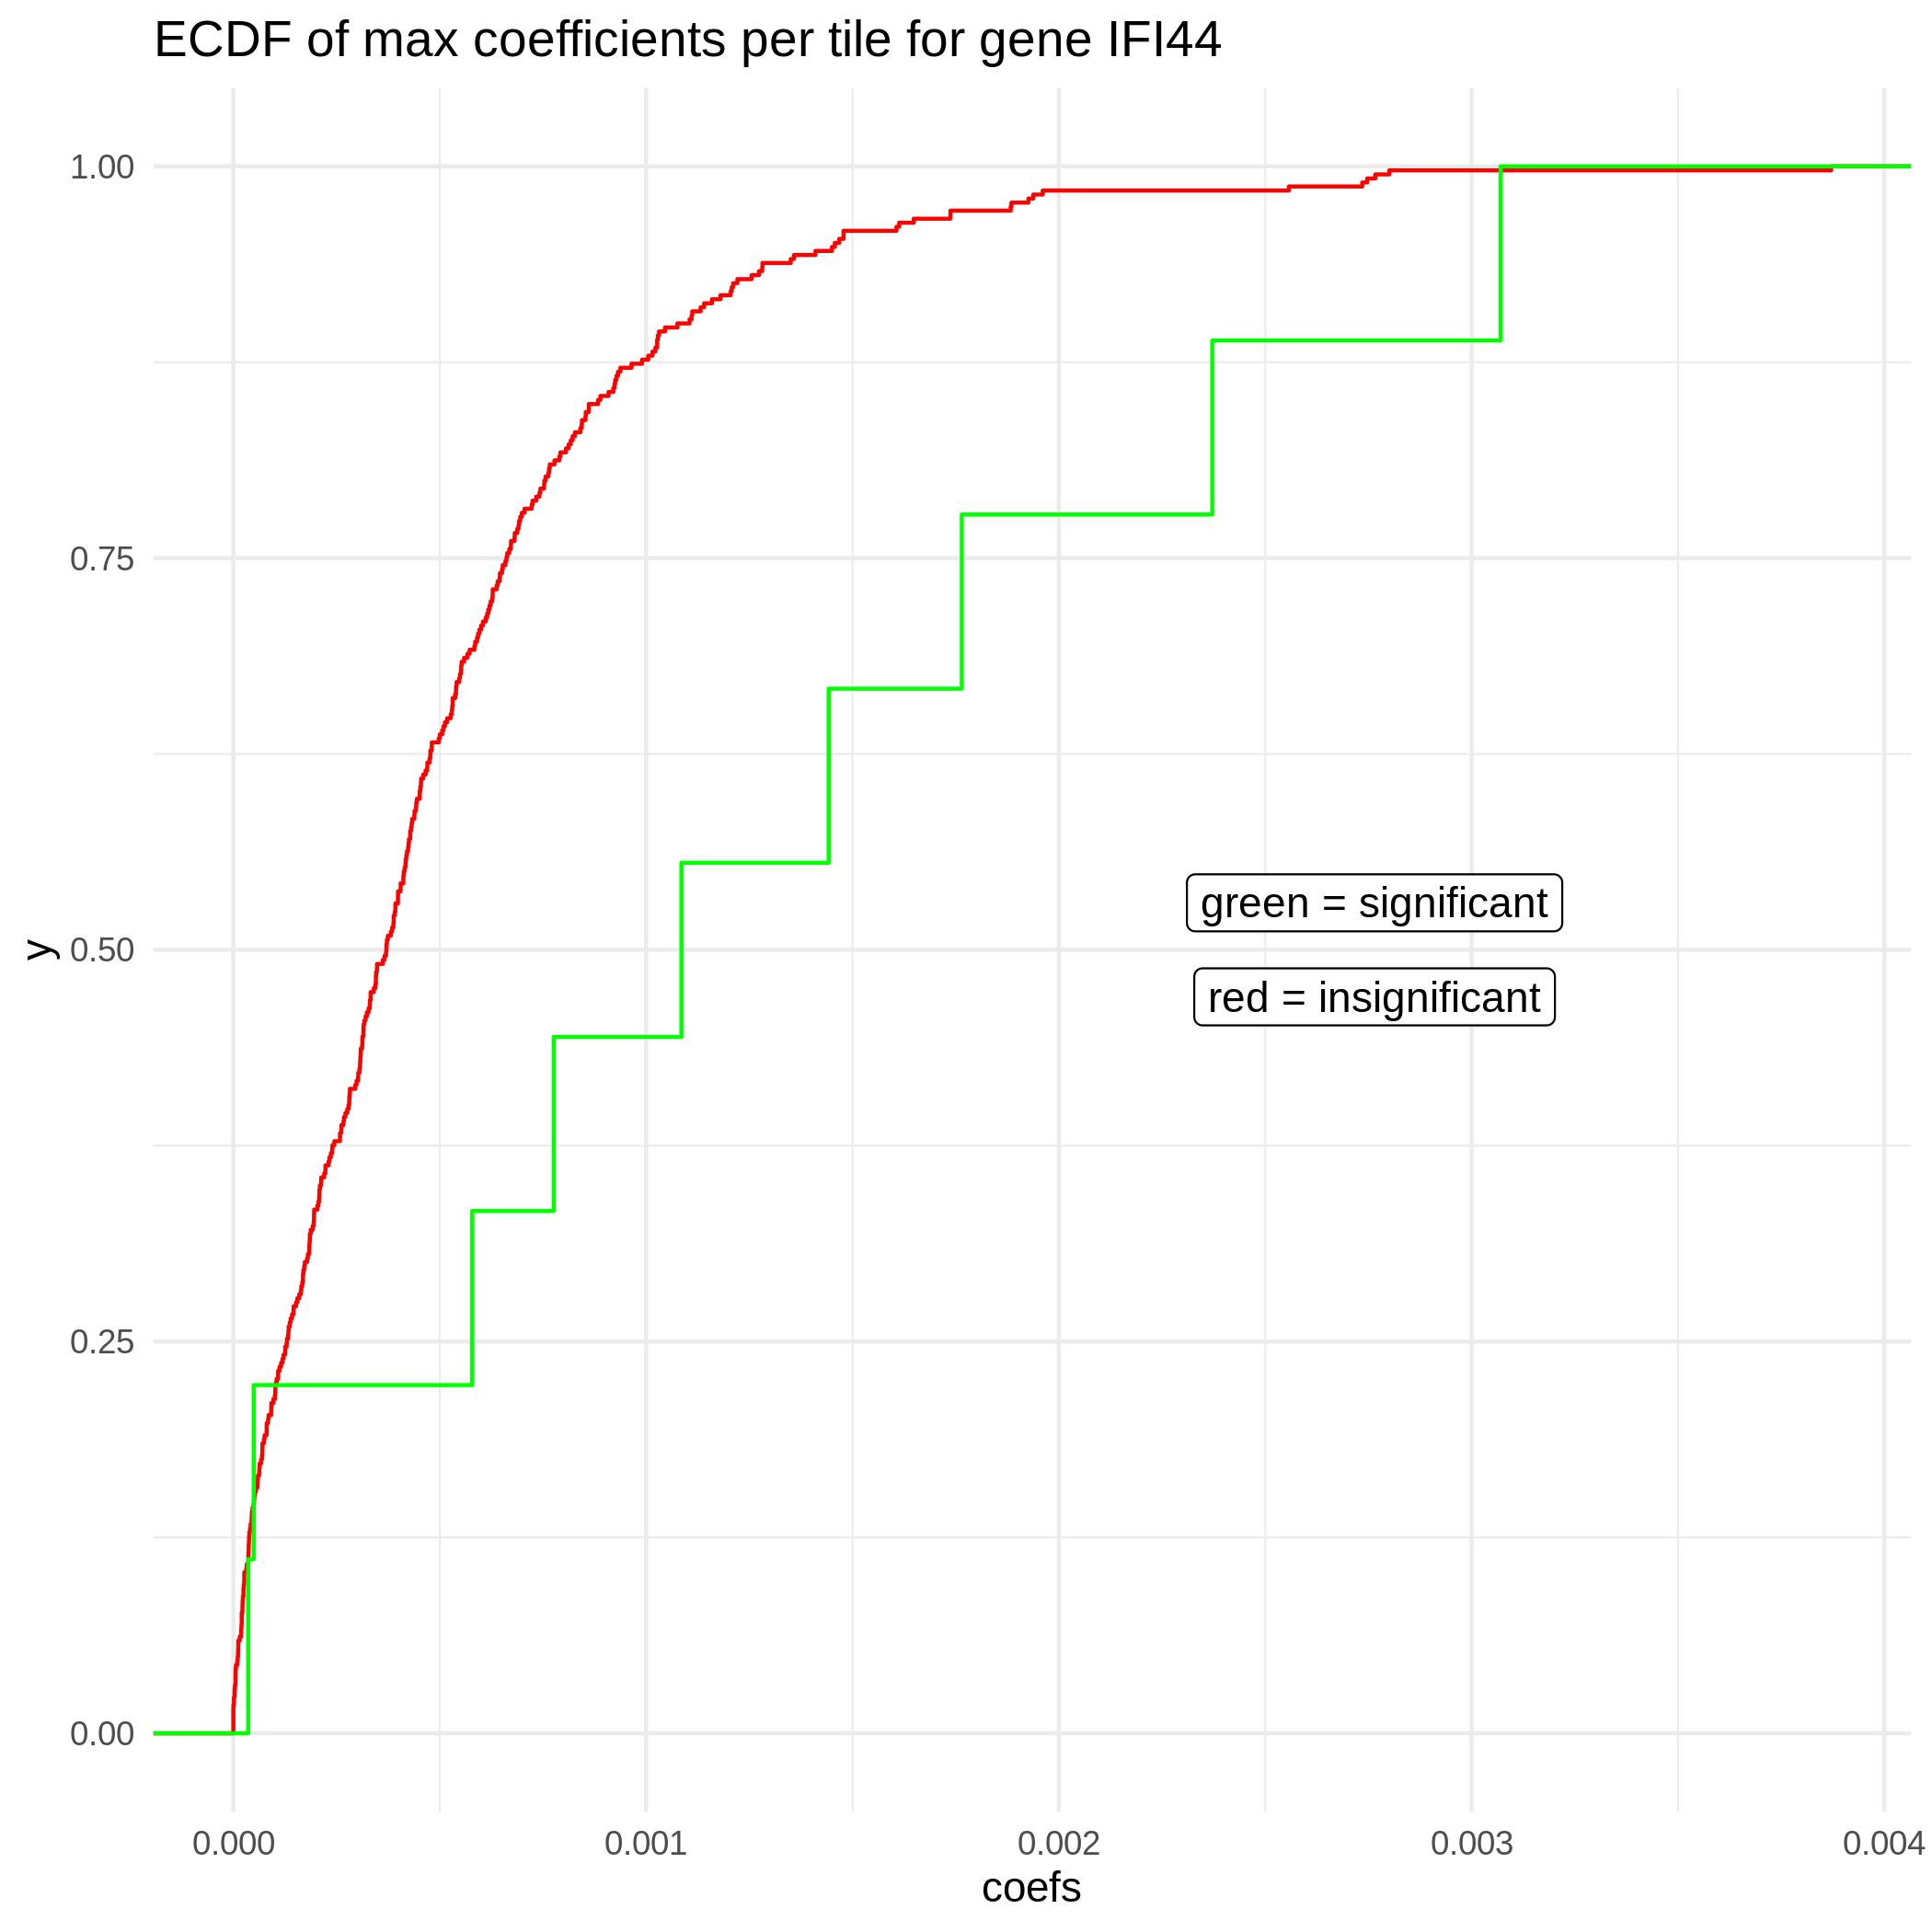 ECDF of max coefficients per tile for gene IFI44
1.00
0.75
0.50
0.25
0.00
y
green = significant
red = insignificant
0.000 0.001 0.002 0.003 0.004
coefs